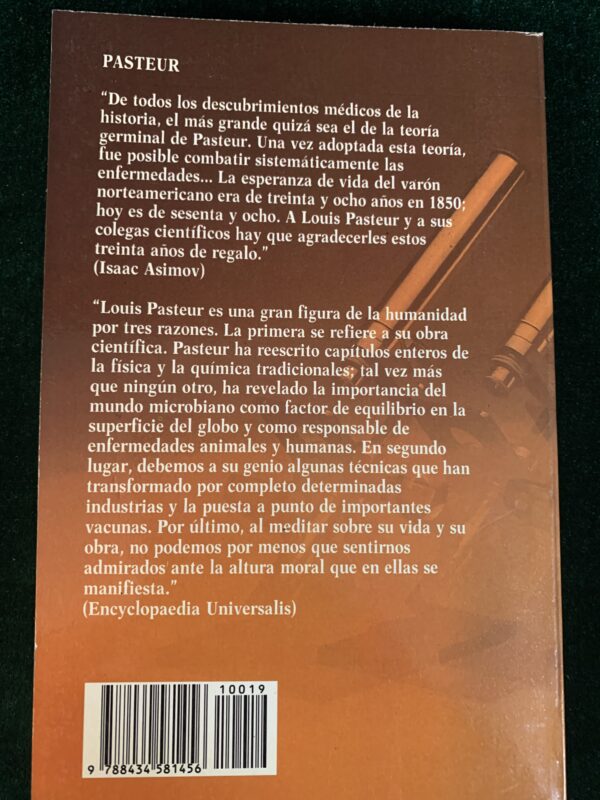 PASTEUR
“De todos los descubrimientos médicos de la
historia, el más grande quizá sea el de la teoría
germinal de Pasteur. Una vez adoptada esta teoría,
fue posible combatir sistemáticamente las
enfermedades... La esperanza de vida del varón
norteamericano era de treinta y ocho años en 1850;
hoy es de sesenta y ocho. A Louis Pasteur y a sus
colegas científicos hay que agradecerles estos
treinta años de regalo.”
(Isaac Asimov)
“Louis Pasteur es una gran figura de la humanidad
por tres razones. La primera se refiere a su obra
científica. Pasteur ha reescrito capítulos enteros de
la física y la química tradicionales; tal vez más
que ningún otro, ha revelado la importancia del
mundo microbiano como factor de equilibrio en la
superficie del globo y como responsable de
enfermedades animales y humanas. En segundo
lugar, debemos a su genio algunas técnicas que han
transformado por completo determinadas
industrias y la puesta a punto de importantes
vacunas. Por último, al meditar sobre su vida y su
obra, no podemos por menos que sentirnos
admirados ante la altura moral que en ellas se
manifiesta.”
(Encyclopaedia Universalis)
10019
9 788434 581456